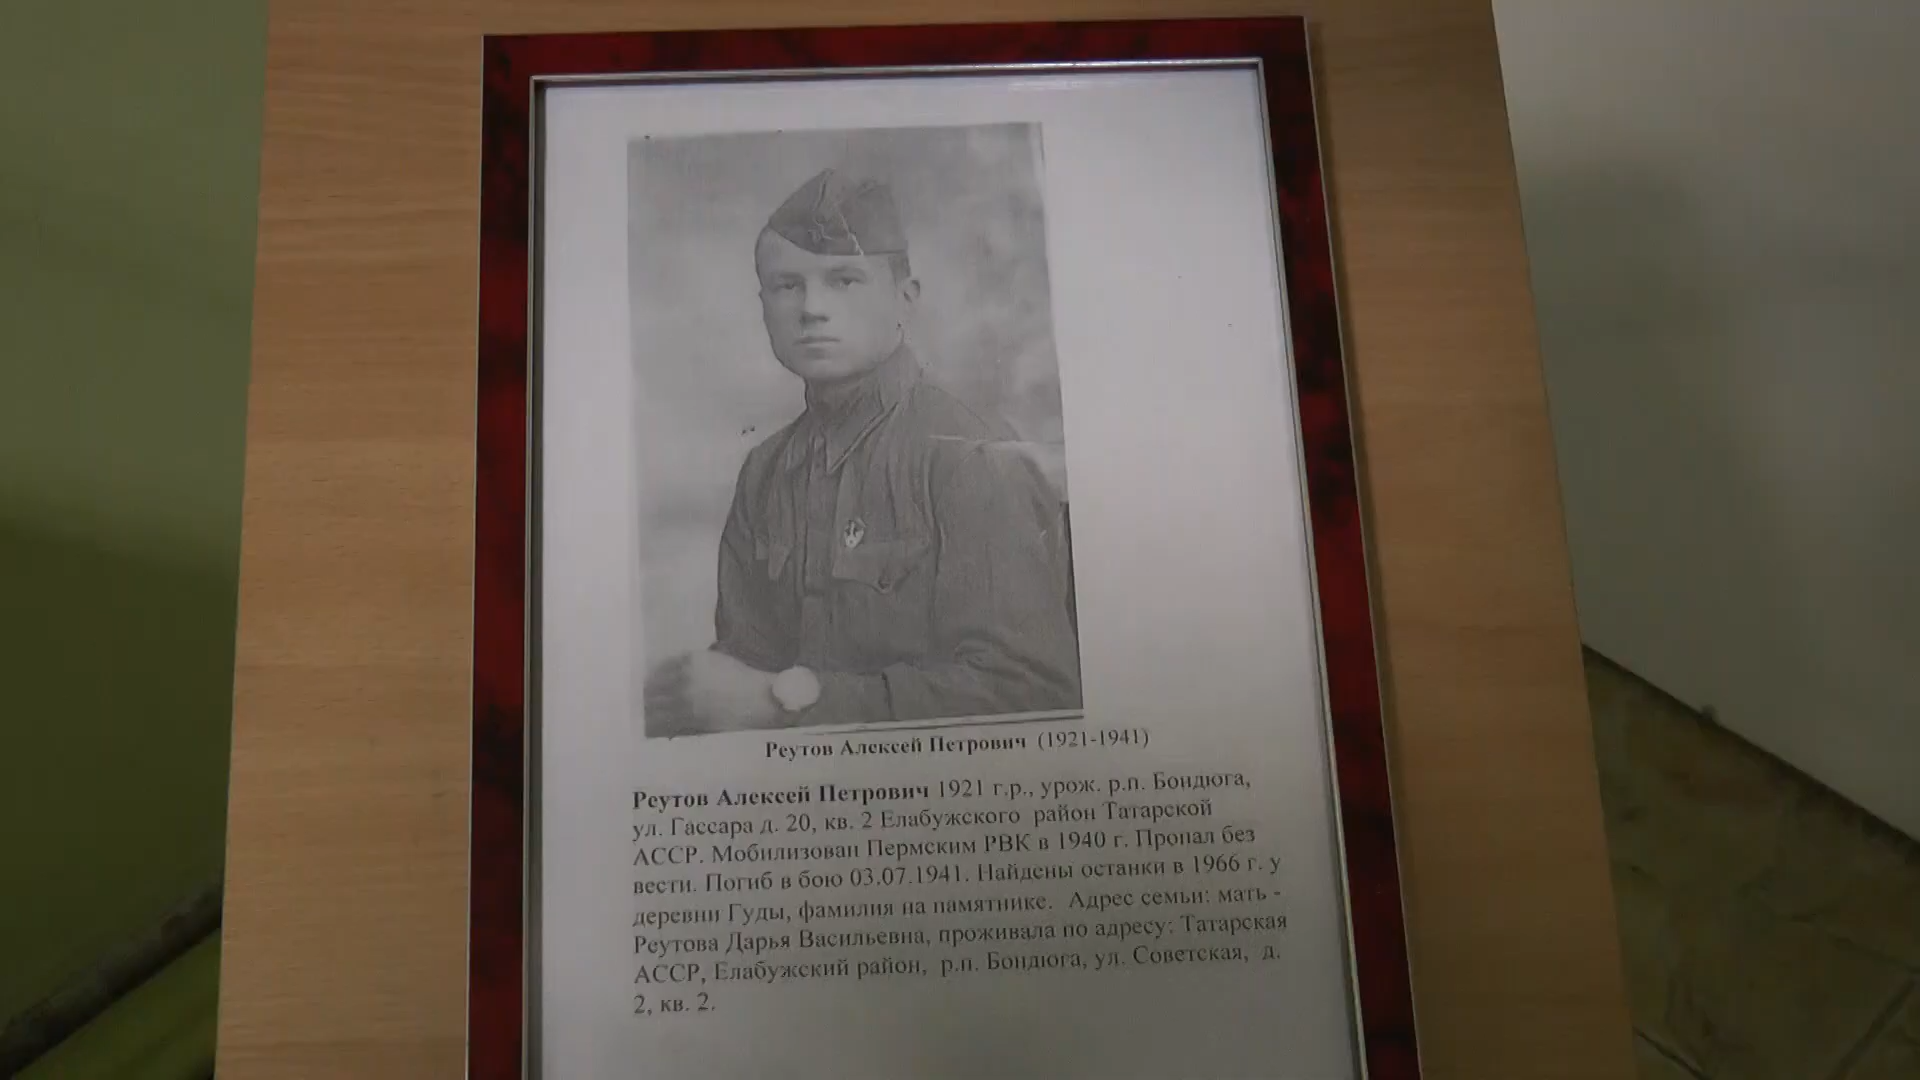 Реутов Алексей Петрович (1921-1941)
Реутов Алексей Петрович 1921 г.р., урож. р.п. Бондюга,
ул. Гассара д. 20, кв. 2 Елабужского район Татарской
АССР. Мобилизован Пермским РВК в 1940 г. Пропал без
вести. Погиб в бою 03.07.1941. Найдены останки в 1966 г. у
деревни Гуды, фамилия на памятнике. Адрес семьи: мать -
Реутова Дарья Васильевна, проживала по адресу: Татарская
АССР, Елабужский район, р.п. Бондюга, ул. Советская, д.
2, кв. 2.